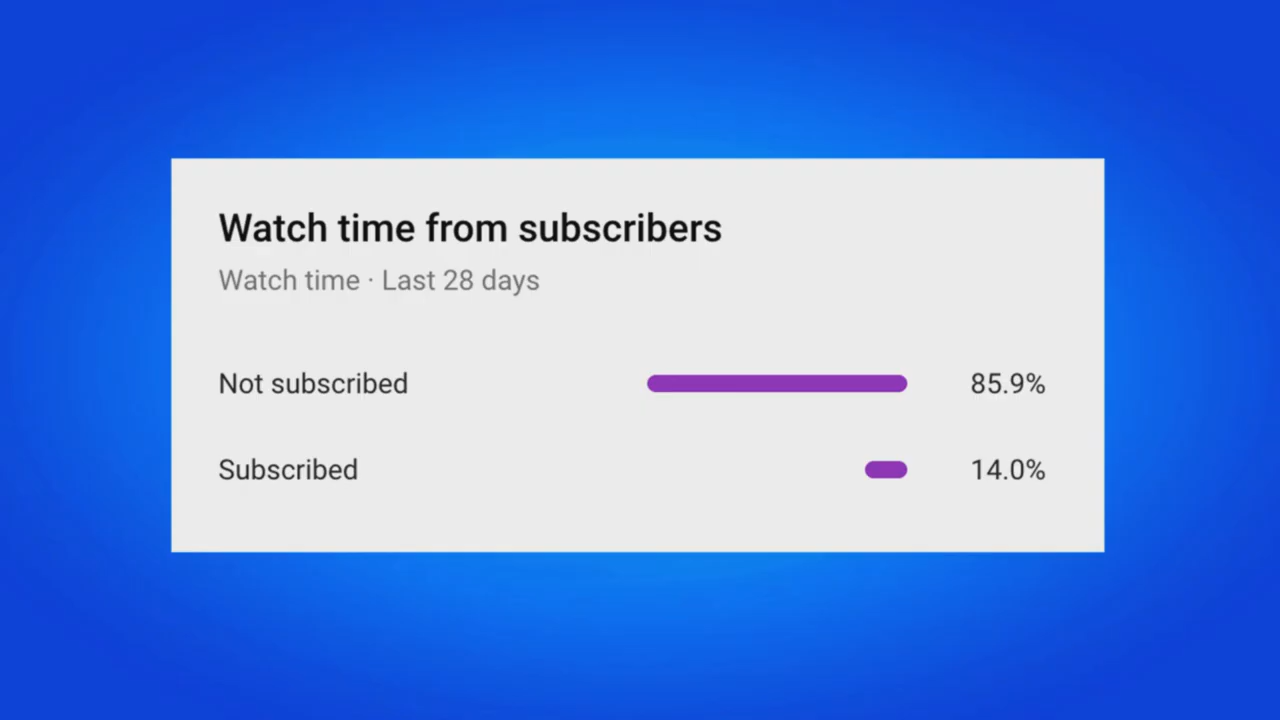 Watch time from subscribers
Watch time · Last 28 days
Not subscribed 85.9%
Subscribed 14.0%